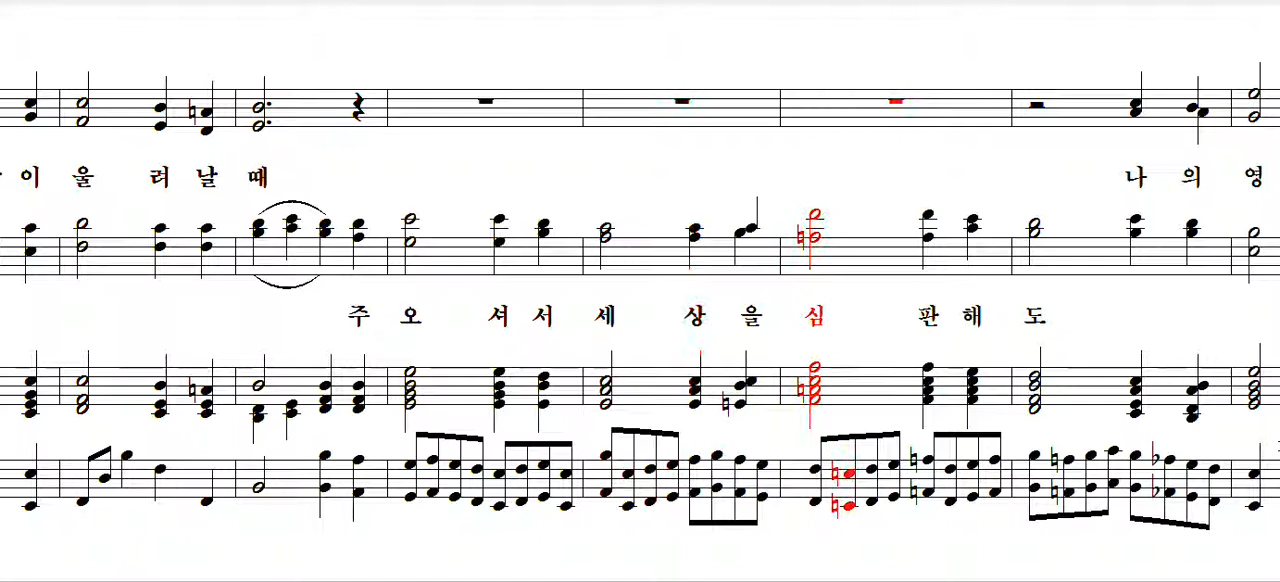 이 울 려 날 때 나 의 영
주 오 셔 서 세 상 을 심 판 해 도